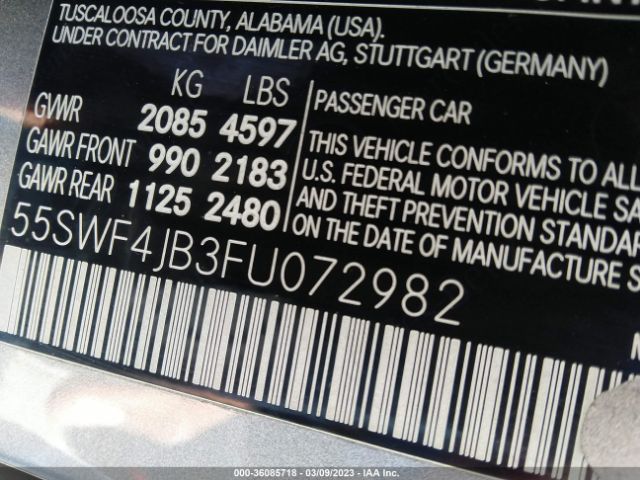 TUSCALOOSA COUNTY, ALABAMA (USA).
UNDER CONTRACT FOR DAIMLER AG, STUTTGART (GERMANY)
KG LBS
GVWR 2085 4597
GAWR FRONT 990 2183
GAWR REAR 1125 2480
PASSENGER CAR
THIS VEHICLE CONFORMS TO ALL
U.S. FEDERAL MOTOR VEHICLE SA
AND THEFT PREVENTION STANDA
ON THE DATE OF MANUFACTURE S
55SWF4JB3FU072982
000-36085718 - 03/09/2023 - IAA Inc.